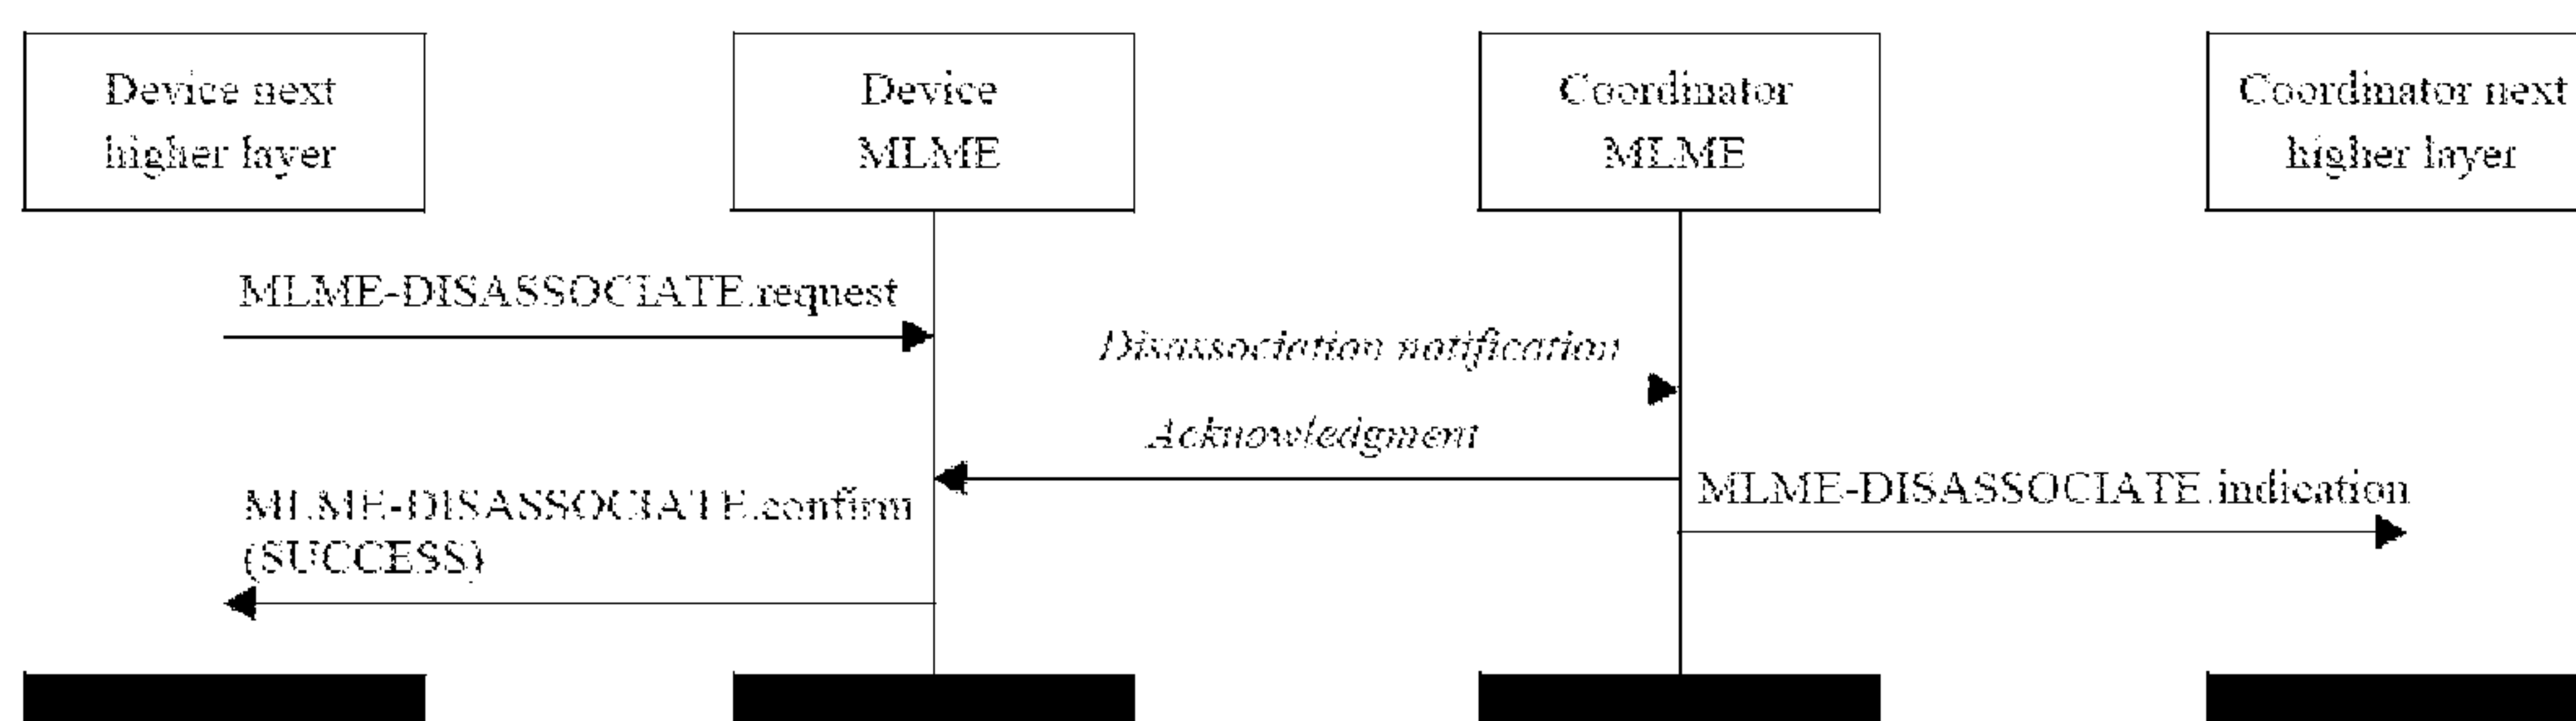 Device next
higher layer
Device
MLME
Coordinator
MLME
Coordinator next
higher layer
MLME-DISASSOCIATE.request
Disassociation notification
Acknowledgment
MLME-DISASSOCIATE.indication
MLME-DISASSOCIATE.confirm
(SUCCESS)